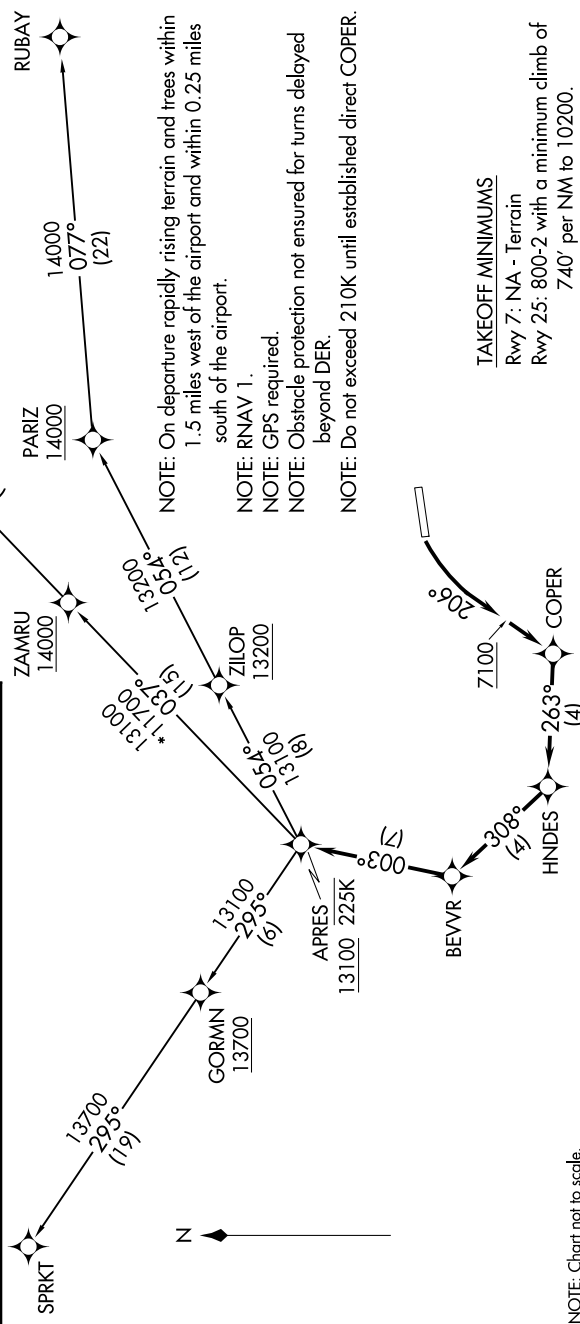 RUBAY
14000
077°
(22)
PARIZ
14000
ZAMRU
14000
13200
054°
(12)
13100
*11700
037°
(15)
ZILOP
13200
054°
13100
(8)
APRES
13100 225K
13100
295°
(6)
GORMN
13700
13700
295°
(19)
SPRKT
N
003°
(7)
BEVVR
308°
(4)
HNDES
263°
(4)
COPER
7100
206°
NOTE: On departure rapidly rising terrain and trees within
1.5 miles west of the airport and within 0.25 miles
south of the airport.
NOTE: RNAV 1.
NOTE: GPS required.
NOTE: Obstacle protection not ensured for turns delayed
beyond DER.
NOTE: Do not exceed 210K until established direct COPER.
TAKEOFF MINIMUMS
Rwy 7: NA - Terrain
Rwy 25: 800-2 with a minimum climb of
740' per NM to 10200.
NOTE: Chart not to scale.